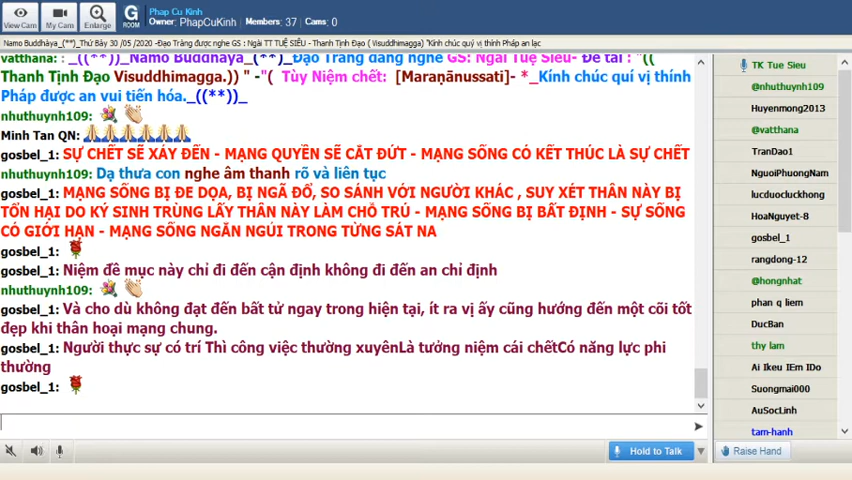 Phap Cu Kinh
Owner: PhapCuKinh Members: 37 Cams: 0
View Cam
My Cam
Enlarge
G ROOM
Namo Buddhàya_(**)_Thứ Bảy 30 /05 /2020 -Đạo Tràng được nghe GS : Ngài TT TUỆ SIÊU - Thanh Tịnh Đạo ( Visuddhimagga) "Kính chúc quý vị thính Pháp an lạc
vatthana: _((**))_Namo Buddhàya_(**)_Đạo Tràng đang nghe GS: Ngài Tuệ Siêu- Đề tài : "((
Thanh Tịnh Đạo Visuddhimagga.)) " -"( Tùy Niệm chết: [Maraṇānussati]- *_Kính chúc quí vị thính
Pháp được an vui tiến hóa._((**))_
nhuthuynh109:
Minh Tan QN:
gosbel_1: SỰ CHẾT SẼ XẢY ĐẾN - MẠNG QUYỀN SẼ CẮT ĐỨT - MẠNG SỐNG CÓ KẾT THÚC LÀ SỰ CHẾT
nhuthuynh109: Dạ thưa con nghe âm thanh rõ và liên tục
gosbel_1: MẠNG SỐNG BỊ ĐE DỌA, BỊ NGÃ ĐỔ, SO SÁNH VỚI NGƯỜI KHÁC , SUY XÉT THÂN NÀY BỊ
TỔN HẠI DO KÝ SINH TRÙNG LẤY THÂN NÀY LÀM CHỖ TRÚ - MẠNG SỐNG BỊ BẤT ĐỊNH - SỰ SỐNG
CÓ GIỚI HẠN - MẠNG SỐNG NGẮN NGỦI TRONG TỪNG SÁT NA
gosbel_1:
gosbel_1: Niệm đề mục này chỉ đi đến cận định không đi đến an chỉ định
nhuthuynh109:
gosbel_1: Và cho dù không đạt đến bất tử ngay trong hiện tại, ít ra vị ấy cũng hướng đến một cõi tốt
đẹp khi thân hoại mạng chung.
gosbel_1: Người thực sự có trí Thì công việc thường xuyênLà tưởng niệm cái chếtCó năng lực phi
thường
gosbel_1:
Hold to Talk
TK Tue Sieu
@nhuthuynh109
Huyenmong2013
@vatthana
TranDao1
NguoiPhuongNam
lucduocluckhong
HoaNguyet-8
gosbel_1
rangdong-12
@hongnhat
phan q liem
DucBan
thy lam
Ai Ikeu IEm IDo
Suongmai000
AuSocLinh
tam-hanh
Raise Hand